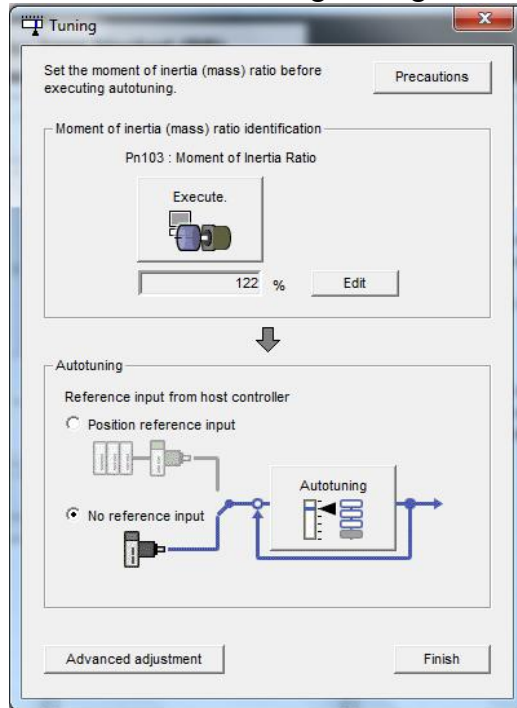 Tuning
Set the moment of inertia (mass) ratio before
executing autotuning.
Precautions
Moment of inertia (mass) ratio identification
Pn103 : Moment of Inertia Ratio
Execute.
122 %
Edit
Autotuning
Reference input from host controller
Position reference input
Autotuning
No reference input
Advanced adjustment
Finish